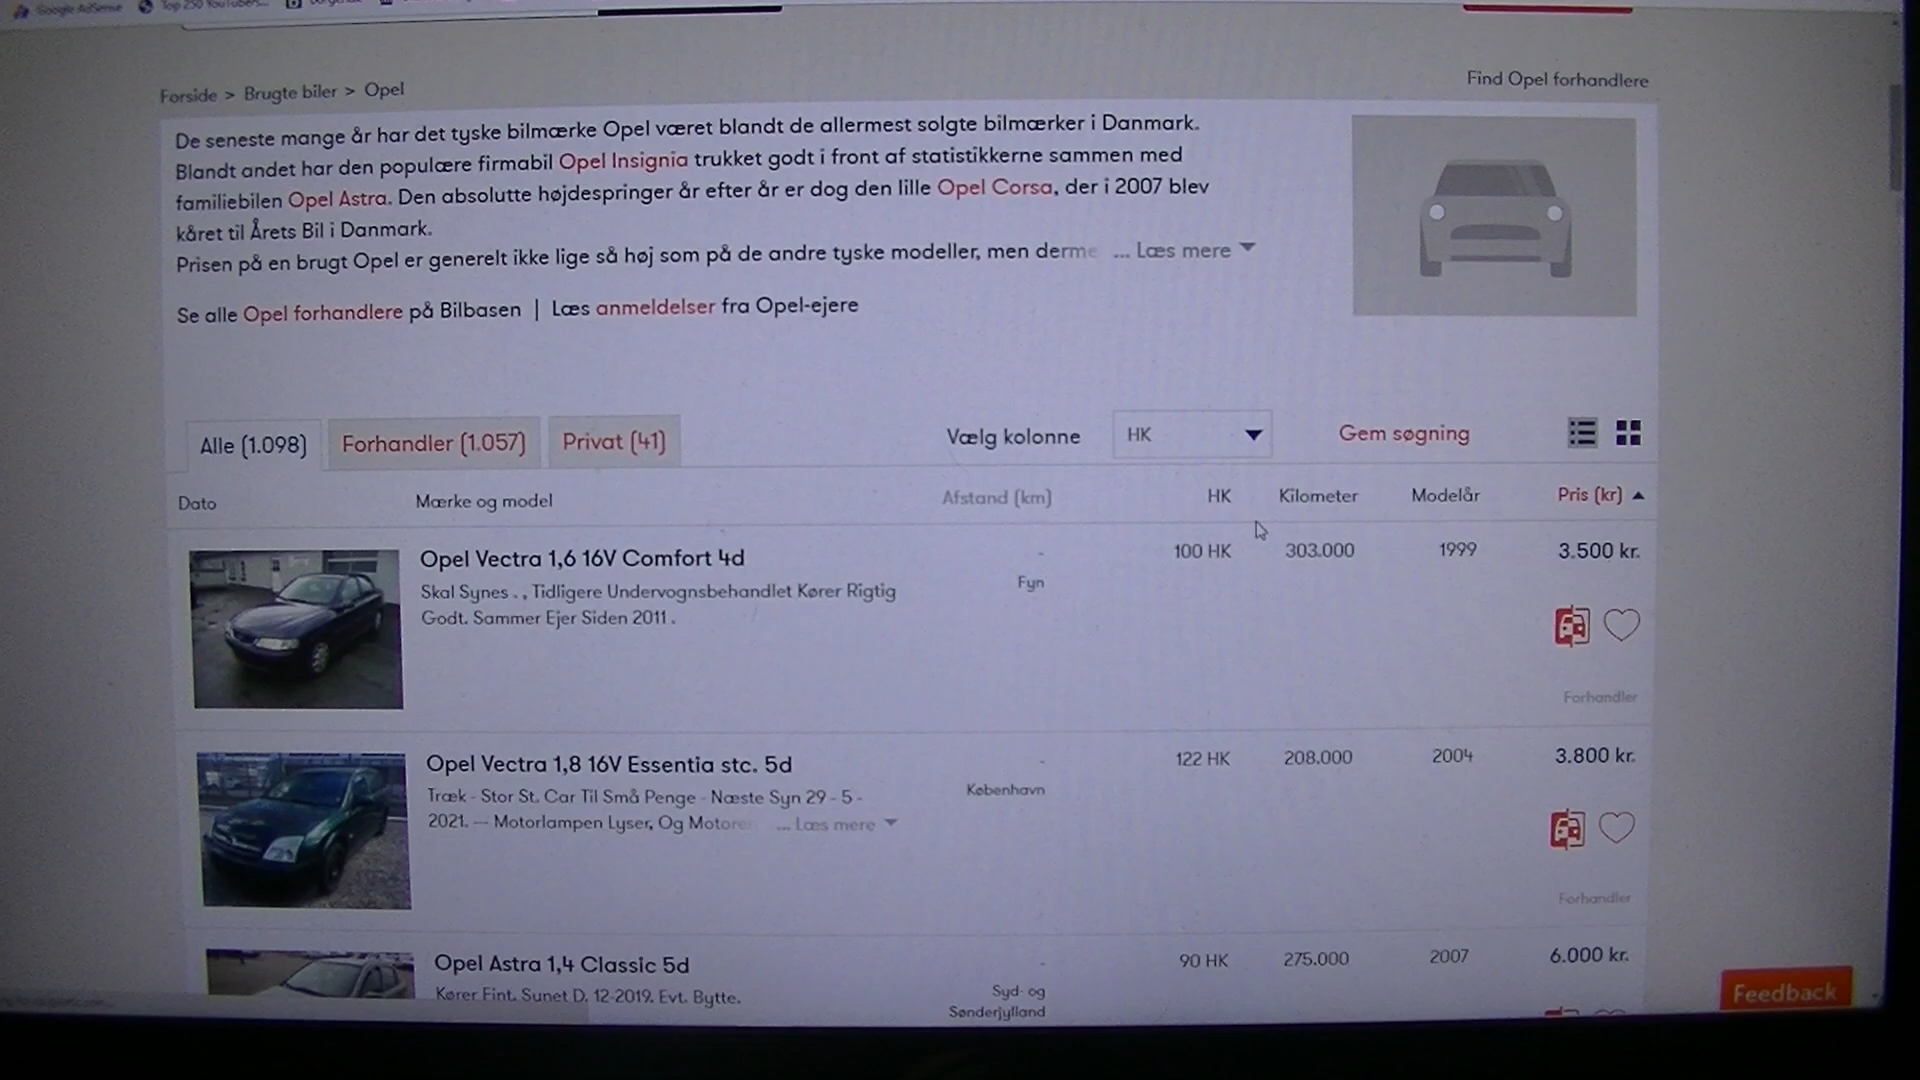 Google AdSense
Top 250 YouTubers...
Find Opel forhandlere
Forside > Brugte biler > Opel
De seneste mange år har det tyske bilmærke Opel været blandt de allermest solgte bilmærker i Danmark.
Blandt andet har den populære firmabil Opel Insignia trukket godt i front af statistikkerne sammen med
familiebilen Opel Astra. Den absolutte højdespringer år efter år er dog den lille Opel Corsa, der i 2007 blev
kåret til Årets Bil i Danmark.
Prisen på en brugt Opel er generelt ikke lige så høj som på de andre tyske modeller, men derme ... Læs mere
Se alle Opel forhandlere på Bilbasen | Læs anmeldelser fra Opel-ejere
Alle (1.098) Forhandler (1.057) Privat (41) Vælg kolonne HK Gem søgning
Dato Mærke og model Afstand (km) HK Kilometer Modelår Pris (kr)
Opel Vectra 1,6 16V Comfort 4d - 100 HK 303.000 1999 3.500 kr.
Skal Synes . , Tidligere Undervognsbehandlet Kører Rigtig Fyn
Godt. Sammer Ejer Siden 2011 .
Forhandler
Opel Vectra 1,8 16V Essentia stc. 5d - 122 HK 208.000 2004 3.800 kr.
Træk - Stor St. Car Til Små Penge - Næste Syn 29 - 5 - København
2021. -- Motorlampen Lyser, Og Motore ... Læs mere
Forhandler
Opel Astra 1,4 Classic 5d - 90 HK 275.000 2007 6.000 kr.
Kører Fint. Sunet D. 12-2019. Evt. Bytte. Syd- og
Sønderjylland
Feedback